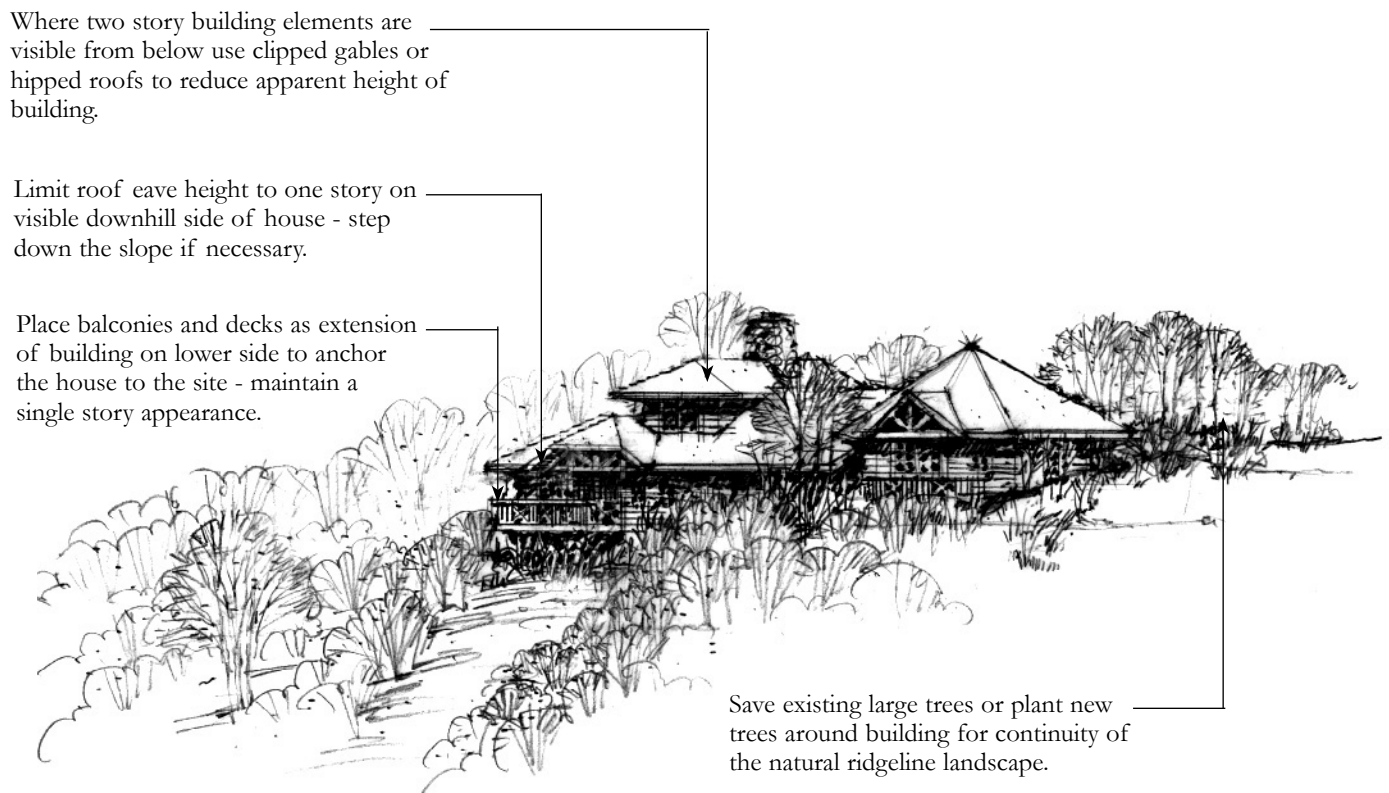 Where two story building elements are
visible from below use clipped gables or
hipped roofs to reduce apparent height of
building.
Limit roof eave height to one story on
visible downhill side of house - step
down the slope if necessary.
Place balconies and decks as extension
of building on lower side to anchor
the house to the site - maintain a
single story appearance.
Save existing large trees or plant new
trees around building for continuity of
the natural ridgeline landscape.